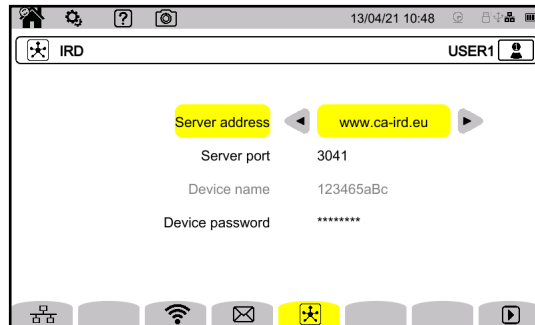 13/04/21 10:48
IRD USER1
Server address www.ca-ird.eu
Server port 3041
Device name 123465aBc
Device password ********